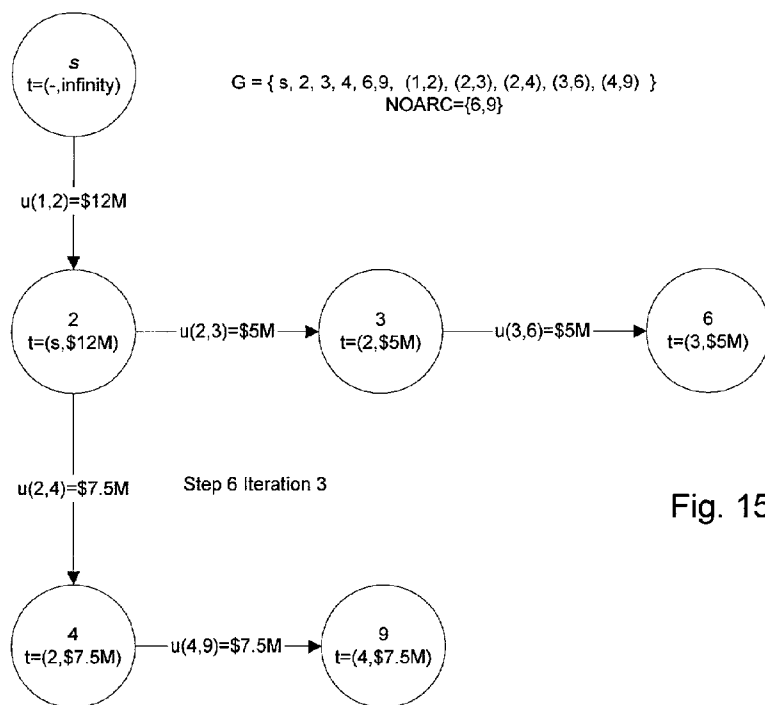 s
t=(-,infinity)
G = { s, 2, 3, 4, 6,9, (1,2), (2,3), (2,4), (3,6), (4,9) }
NOARC={6,9}
u(1,2)=$12M
2
t=(s,$12M)
u(2,3)=$5M
3
t=(2,$5M)
u(3,6)=$5M
6
t=(3,$5M)
u(2,4)=$7.5M
Step 6 Iteration 3
Fig. 15
4
t=(2,$7.5M)
u(4,9)=$7.5M
9
t=(4,$7.5M)